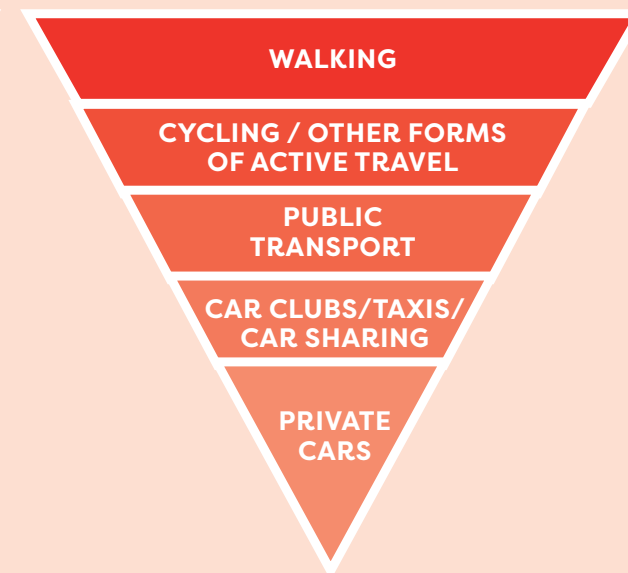 WALKING
CYCLING / OTHER FORMS
OF ACTIVE TRAVEL
PUBLIC
TRANSPORT
CAR CLUBS/TAXIS/
CAR SHARING
PRIVATE
CARS